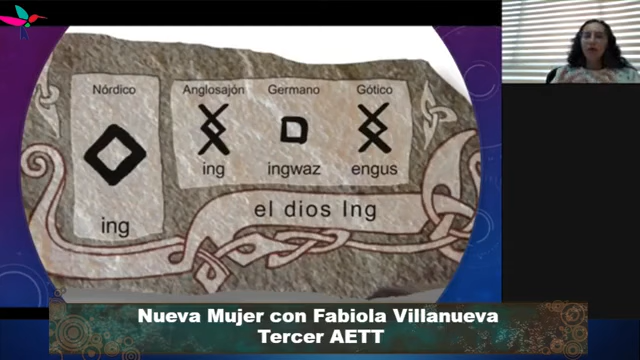 Nórdico
Anglosajón
Germano
Gótico
ing
ingwaz
engus
ing
el dios Ing
Nueva Mujer con Fabiola Villanueva
Tercer AETT